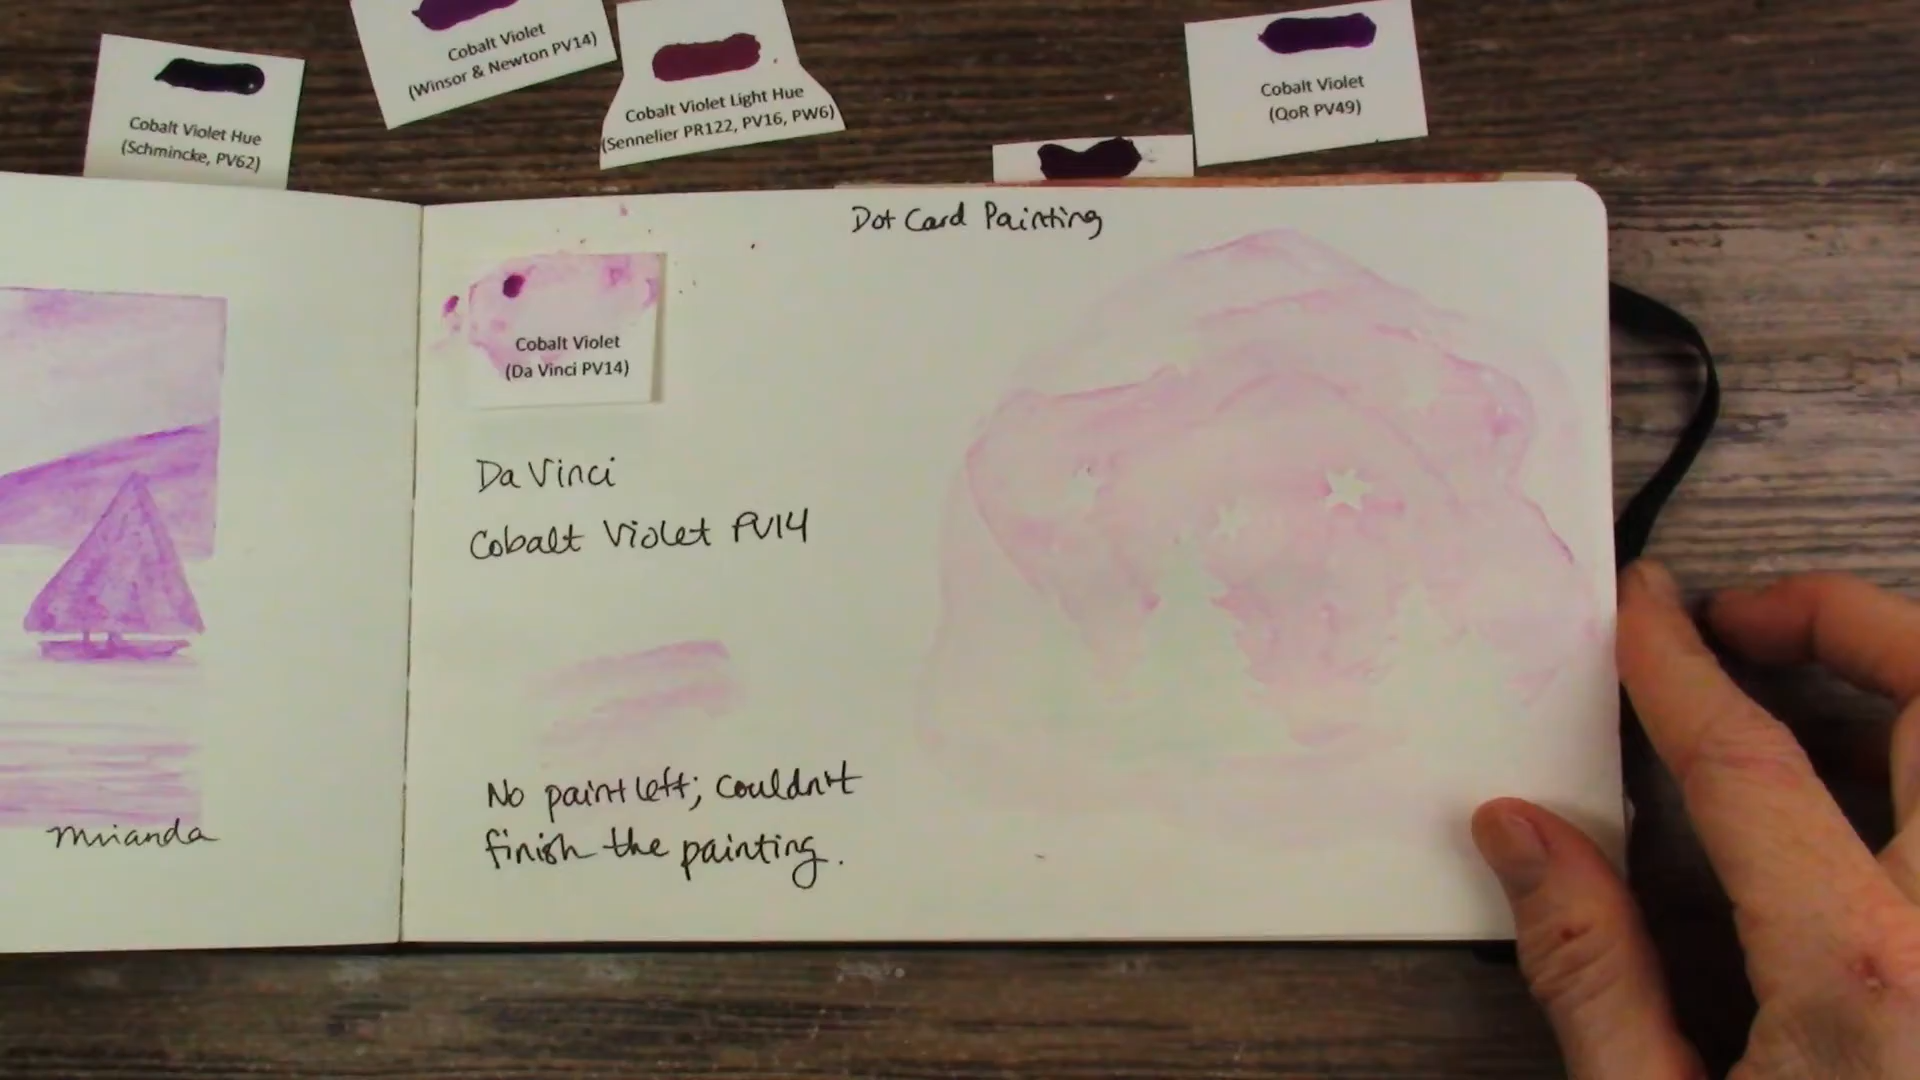 Cobalt Violet
(Winsor & Newton PV14)
Cobalt Violet Hue
(Schmincke, PV62)
Cobalt Violet Light Hue
(Sennelier PR122, PV16, PW6)
Cobalt Violet
(QoR PV49)
Dot Card Painting
Cobalt Violet
(Da Vinci PV14)
Da Vinci
Cobalt Violet PV14
No paint left; couldn't
finish the painting.
Miranda